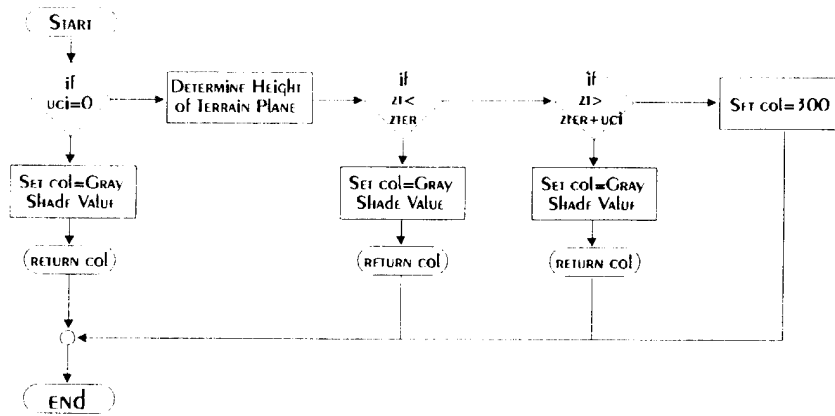 START
if
uci=0
DETERMINE HEIGHT
of TERRAIN PLANE
if
zt<
zter
if
zt>
zter+uci
SET col=300
SET col=GRAY
SHADE VALUE
SET col=GRAY
SHADE VALUE
SET col=GRAY
SHADE VALUE
(RETURN col)
(RETURN col)
(RETURN col)
END